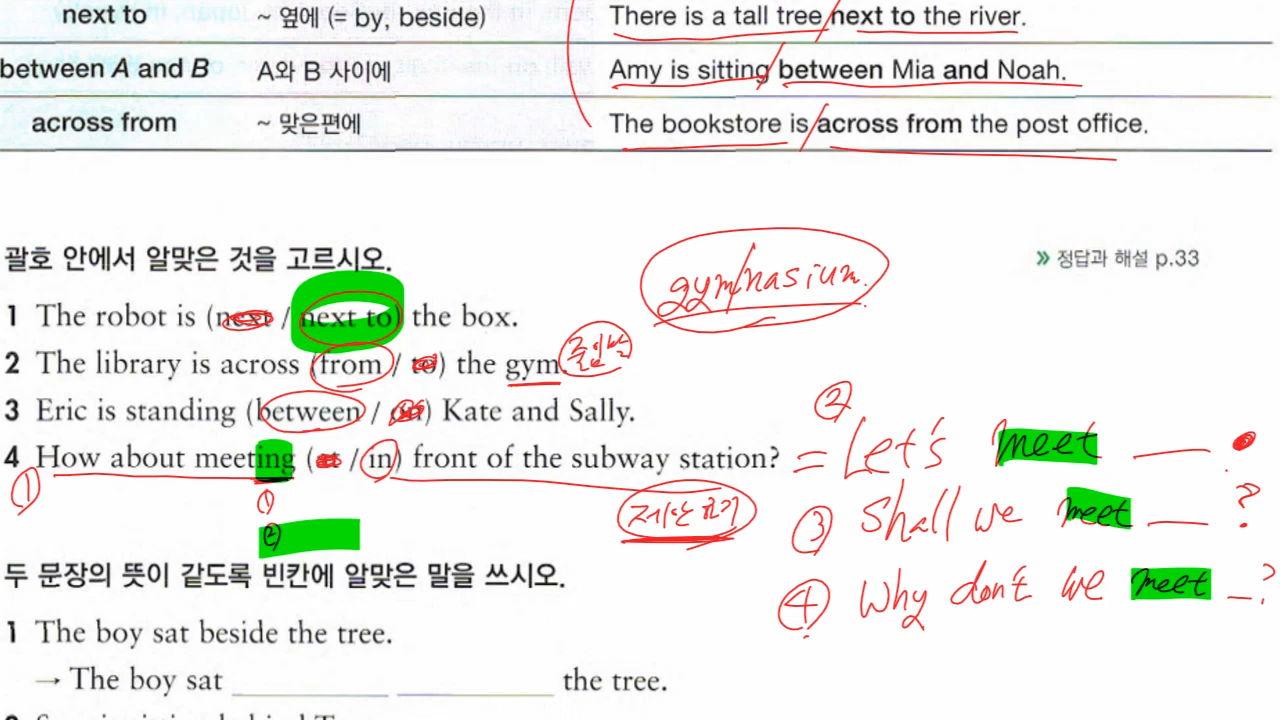 next to ~ 옆에 (= by, beside) There is a tall tree next to the river.
between A and B A와 B 사이에 Amy is sitting between Mia and Noah.
across from ~ 맞은편에 The bookstore is across from the post office.
괄호 안에서 알맞은 것을 고르시오.
» 정답과 해설 p.33
gymnasium.
1 The robot is (next / next to) the box.
2 The library is across (from / to) the gym.
3 Eric is standing (between / on) Kate and Sally.
4 How about meeting (at / in) front of the subway station?
①
①
②
제안하기
② = Let's meet ___ .
③ Shall we meet ___ ?
④ Why don't we meet _ ?
두 문장의 뜻이 같도록 빈칸에 알맞은 말을 쓰시오.
1 The boy sat beside the tree.
→ The boy sat ___ ___ the tree.